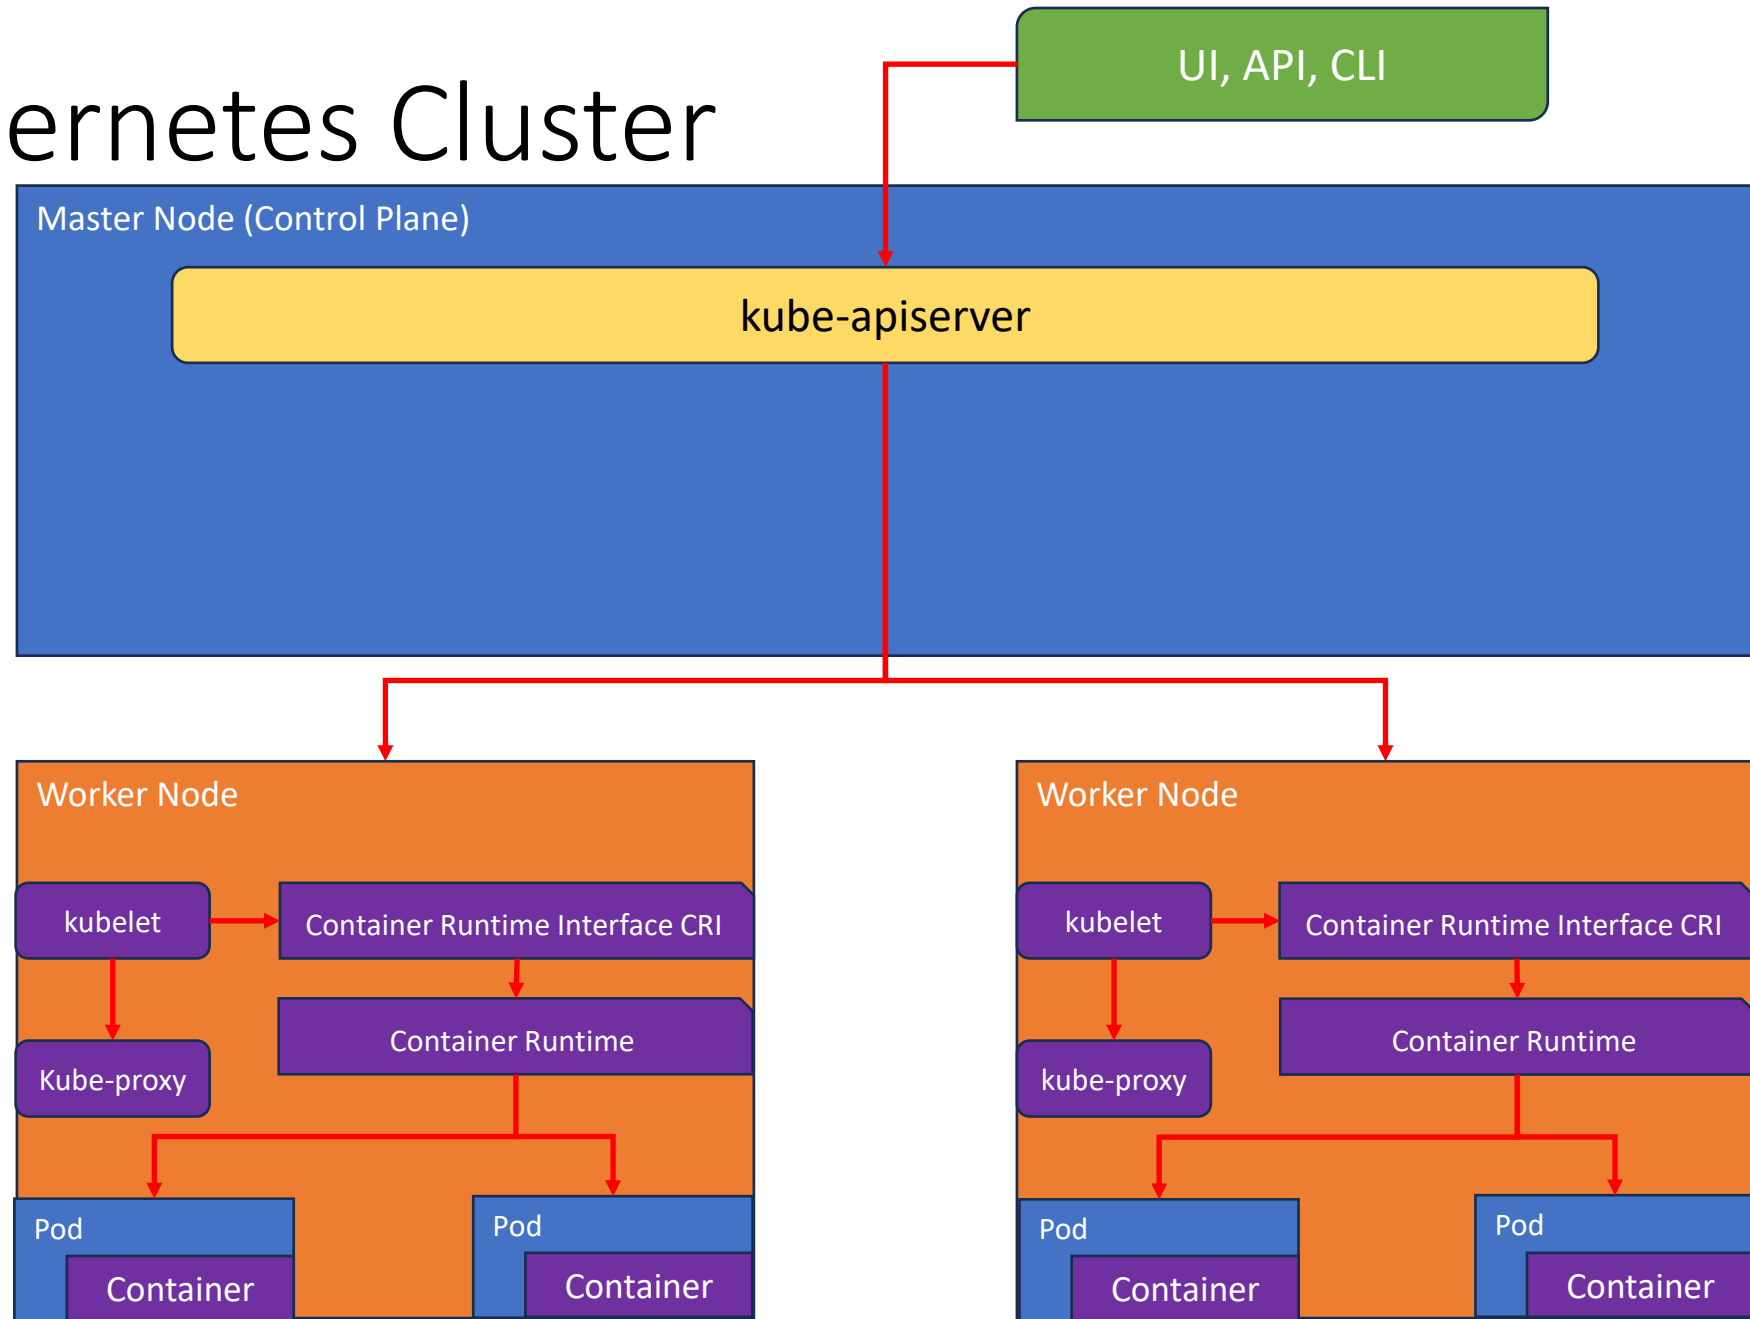 UI, API, CLI
ernetes Cluster
Master Node (Control Plane)
kube-apiserver
Worker Node
kubelet
Container Runtime Interface CRI
Container Runtime
Kube-proxy
Pod
Container
Pod
Container
Worker Node
kubelet
Container Runtime Interface CRI
Container Runtime
kube-proxy
Pod
Container
Pod
Container